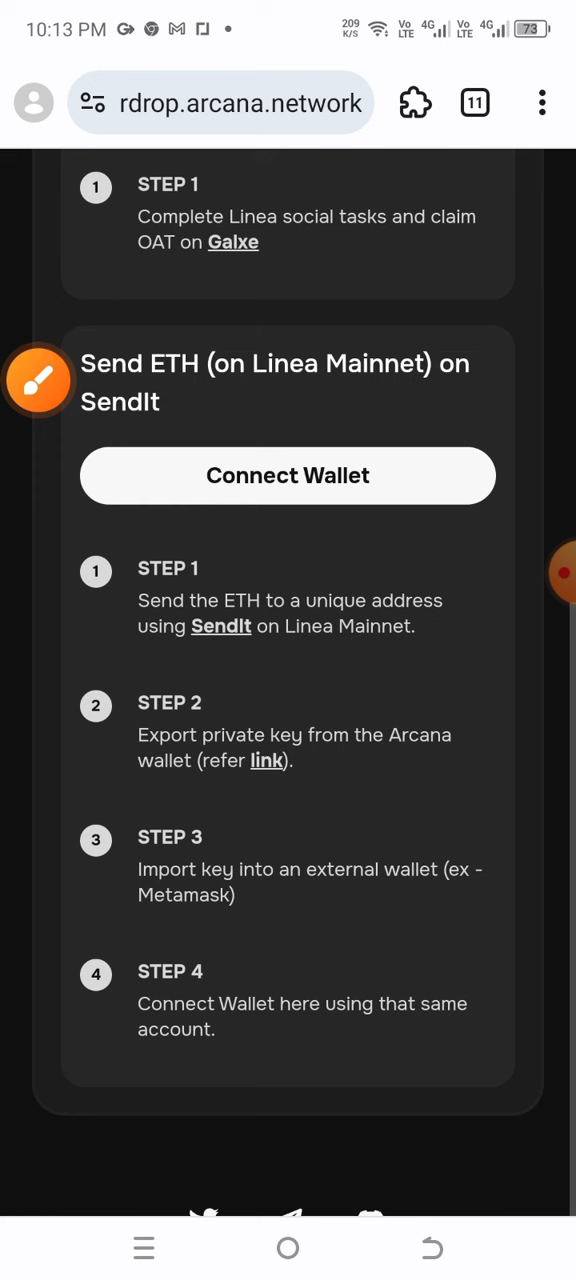 10:13 PM
209 K/S Vo LTE 4G Vo LTE 4G 73
rdrop.arcana.network 11
1 STEP 1
Complete Linea social tasks and claim
OAT on Galxe
Send ETH (on Linea Mainnet) on
SendIt
Connect Wallet
1 STEP 1
Send the ETH to a unique address
using SendIt on Linea Mainnet.
2 STEP 2
Export private key from the Arcana
wallet (refer link).
3 STEP 3
Import key into an external wallet (ex -
Metamask)
4 STEP 4
Connect Wallet here using that same
account.